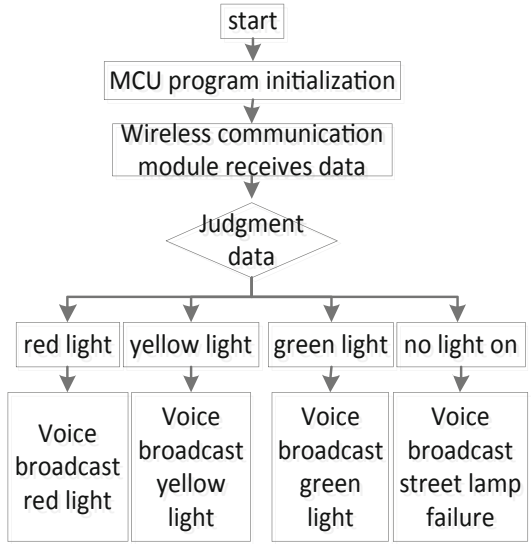 start
MCU program initialization
Wireless communication
module receives data
Judgment
data
red light
yellow light
green light
no light on
Voice
broadcast
red light
Voice
broadcast
yellow
light
Voice
broadcast
green
light
Voice
broadcast
street lamp
failure